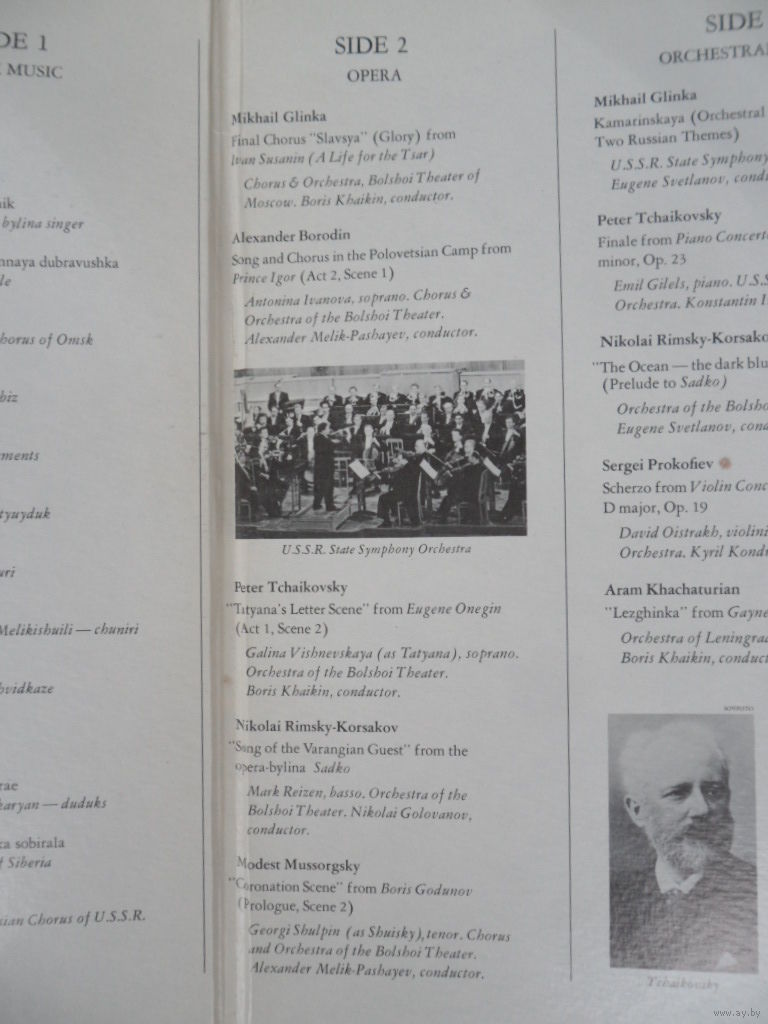 DE 1
MUSIC
nik
bylina singer
nnaya dubravushka
le
horus of Omsk
biz
ments
tyuyduk
uri
Melikishuili — chuniri
hvidkaze
rae
karyan — duduks
ka sobirala
f Siberia
sian Chorus of U.S.S.R.
SIDE 2
OPERA
Mikhail Glinka
Final Chorus "Slavsya" (Glory) from
Ivan Susanin (A Life for the Tsar)
Chorus & Orchestra, Bolshoi Theater of
Moscow. Boris Khaikin, conductor.
Alexander Borodin
Song and Chorus in the Polovetsian Camp from
Prince Igor (Act 2, Scene 1)
Antonina Ivanova, soprano. Chorus &
Orchestra of the Bolshoi Theater.
Alexander Melik-Pashayev, conductor.
U.S.S.R. State Symphony Orchestra
Peter Tchaikovsky
"Tatyana's Letter Scene" from Eugene Onegin
(Act 1, Scene 2)
Galina Vishnevskaya (as Tatyana), soprano.
Orchestra of the Bolshoi Theater.
Boris Khaikin, conductor.
Nikolai Rimsky-Korsakov
"Song of the Varangian Guest" from the
opera-bylina Sadko
Mark Reizen, basso. Orchestra of the
Bolshoi Theater. Nikolai Golovanov,
conductor.
Modest Mussorgsky
"Coronation Scene" from Boris Godunov
(Prologue, Scene 2)
Georgi Shulpin (as Shuisky), tenor. Chorus
and Orchestra of the Bolshoi Theater.
Alexander Melik-Pashayev, conductor.
SIDE
ORCHESTRA
Mikhail Glinka
Kamarinskaya (Orchestral
Two Russian Themes)
U.S.S.R. State Symphony
Eugene Svetlanov, cond
Peter Tchaikovsky
Finale from Piano Concerto
minor, Op. 23
Emil Gilels, piano. U.S.S
Orchestra. Konstantin I
Nikolai Rimsky-Korsako
"The Ocean — the dark blu
(Prelude to Sadko)
Orchestra of the Bolsho
Eugene Svetlanov, cond
Sergei Prokofiev
Scherzo from Violin Conc
D major, Op. 19
David Oistrakh, violini
Orchestra. Kyril Kond
Aram Khachaturian
"Lezghinka" from Gayne
Orchestra of Leningrad
Boris Khaikin, conduct
SOVFOTO
Tchaikovsky
www.ay.by